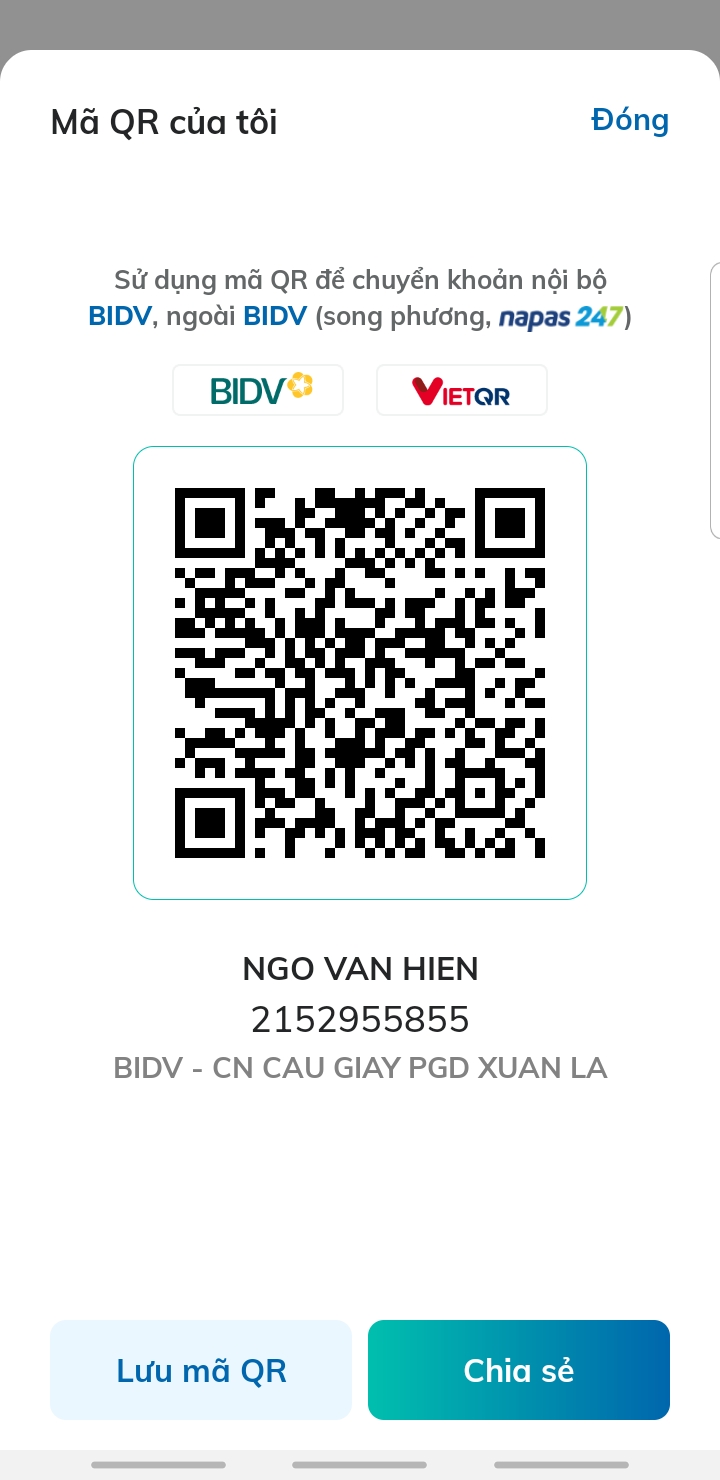 Mã QR của tôi
Đóng
Sử dụng mã QR để chuyển khoản nội bộ
BIDV, ngoài BIDV (song phương, napas 247)
BIDV
VIETQR
NGO VAN HIEN
2152955855
BIDV - CN CAU GIAY PGD XUAN LA
Lưu mã QR
Chia sẻ